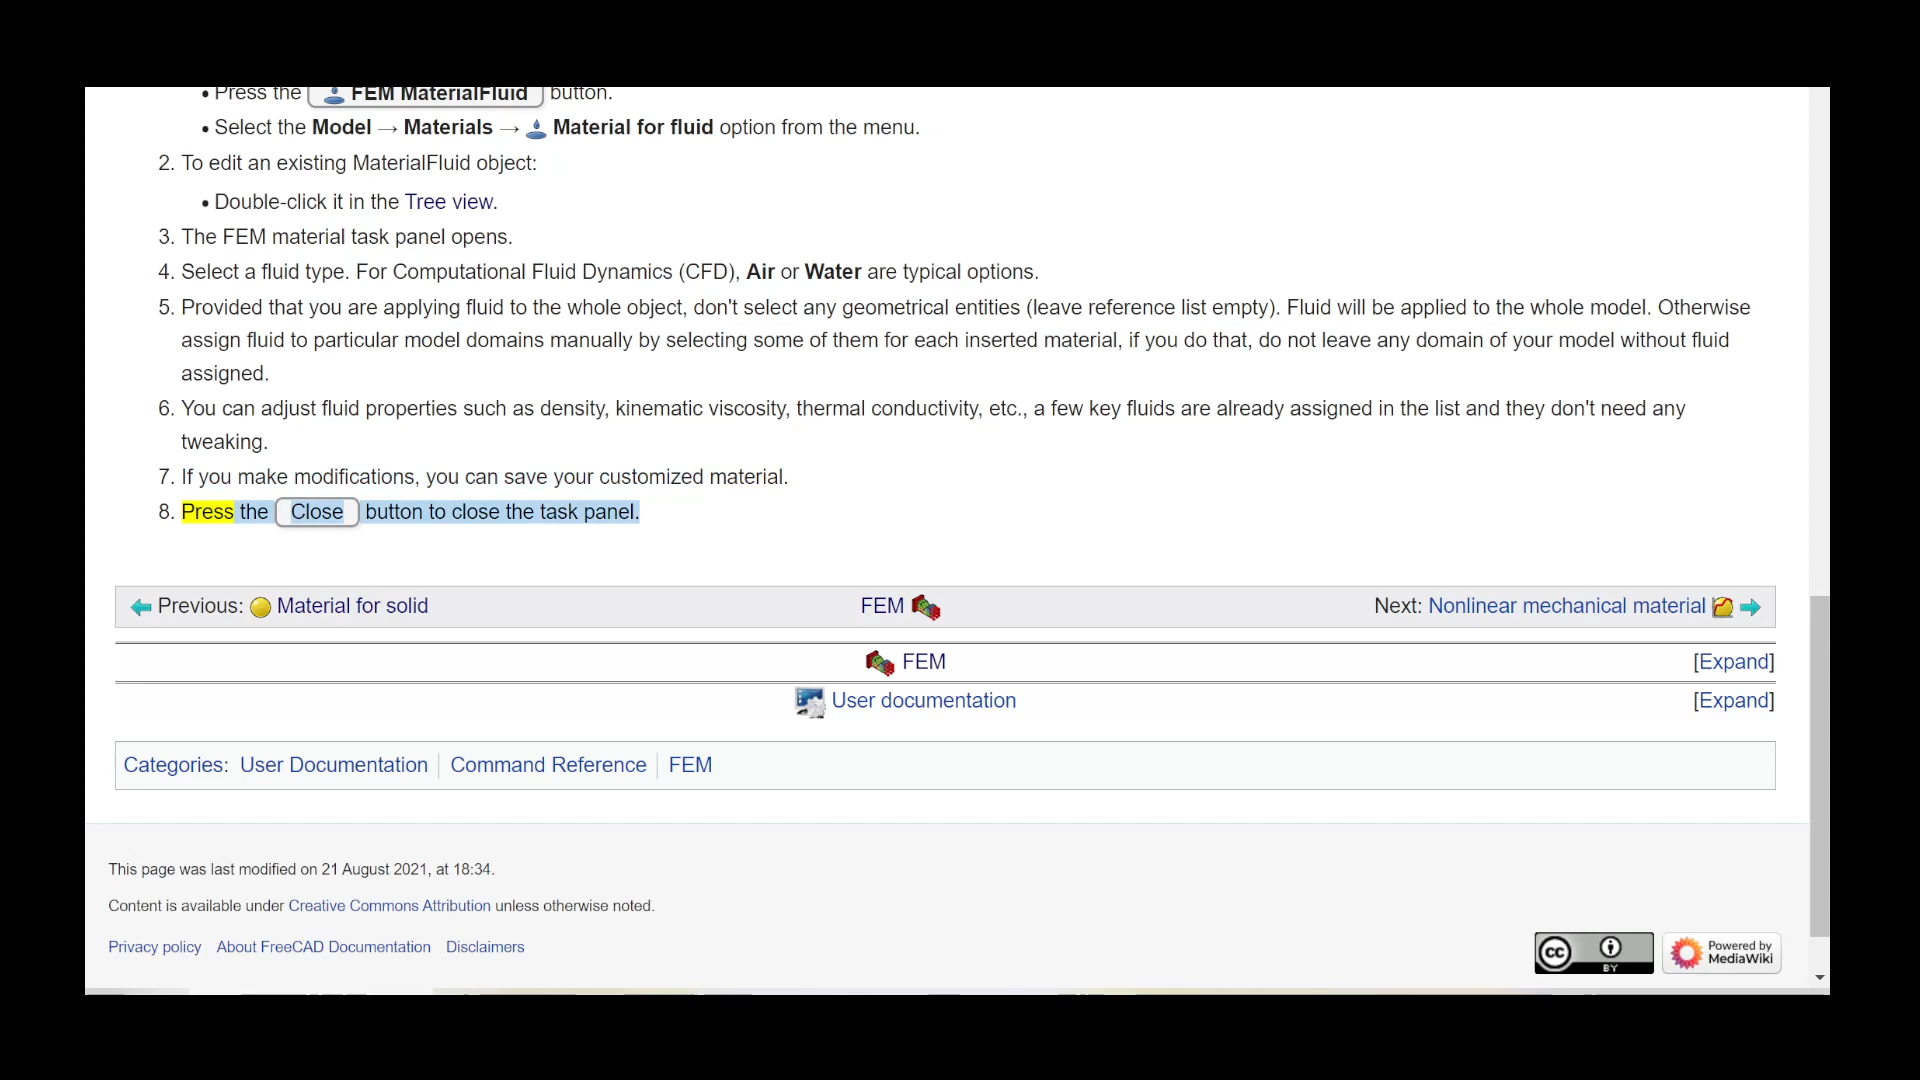 • Press the FEM MaterialFluid button.
• Select the Model → Materials → Material for fluid option from the menu.
2. To edit an existing MaterialFluid object:
• Double-click it in the Tree view.
3. The FEM material task panel opens.
4. Select a fluid type. For Computational Fluid Dynamics (CFD), Air or Water are typical options.
5. Provided that you are applying fluid to the whole object, don't select any geometrical entities (leave reference list empty). Fluid will be applied to the whole model. Otherwise
assign fluid to particular model domains manually by selecting some of them for each inserted material, if you do that, do not leave any domain of your model without fluid
assigned.
6. You can adjust fluid properties such as density, kinematic viscosity, thermal conductivity, etc., a few key fluids are already assigned in the list and they don't need any
tweaking.
7. If you make modifications, you can save your customized material.
8. Press the Close button to close the task panel.
Previous: Material for solid FEM Next: Nonlinear mechanical material
FEM [Expand]
User documentation [Expand]
Categories: User Documentation Command Reference FEM
This page was last modified on 21 August 2021, at 18:34.
Content is available under Creative Commons Attribution unless otherwise noted.
Privacy policy About FreeCAD Documentation Disclaimers
cc BY
Powered by
MediaWiki